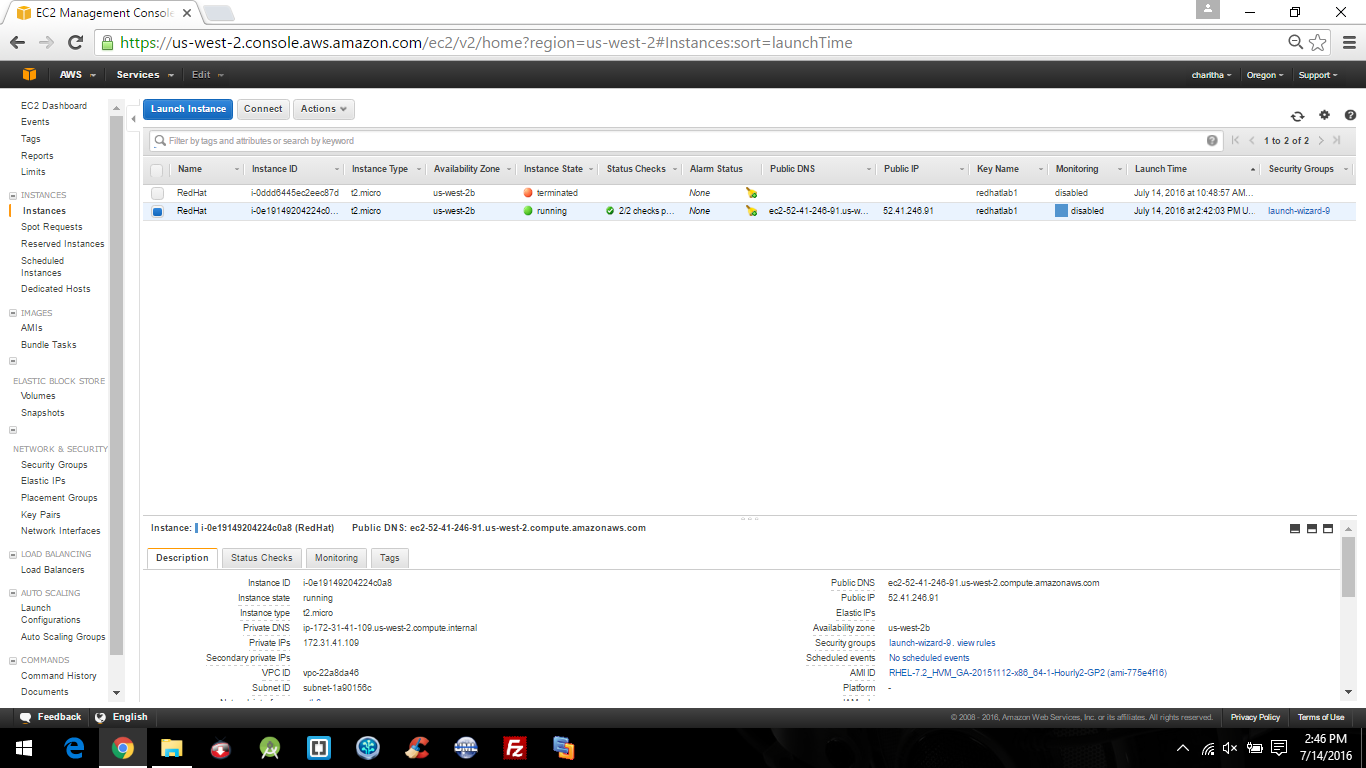 EC2 Management Conso
https://us-west-2.console.aws.amazon.com/ec2/v2/home?region=us-west-2#Instances:sort=launchTime
AWS Services Edit charitha Oregon Support
EC2 Dashboard
Events
Tags
Reports
Limits
INSTANCES
Instances
Spot Requests
Reserved Instances
Scheduled
Instances
Dedicated Hosts
IMAGES
AMIs
Bundle Tasks
ELASTIC BLOCK STORE
Volumes
Snapshots
NETWORK & SECURITY
Security Groups
Elastic IPs
Placement Groups
Key Pairs
Network Interfaces
LOAD BALANCING
Load Balancers
AUTO SCALING
Launch
Configurations
Auto Scaling Groups
COMMANDS
Command History
Documents
Launch Instance Connect Actions
Filter by tags and attributes or search by keyword 1 to 2 of 2
Name Instance ID Instance Type Availability Zone Instance State Status Checks Alarm Status Public DNS Public IP Key Name Monitoring Launch Time Security Groups
RedHat i-0ddd6445ec2eec87d t2.micro us-west-2b terminated None redhatlab1 disabled July 14, 2016 at 10:48:57 AM...
RedHat i-0e19149204224c0... t2.micro us-west-2b running 2/2 checks p... None ec2-52-41-246-91.us-w... 52.41.246.91 redhatlab1 disabled July 14, 2016 at 2:42:03 PM U... launch-wizard-9
Instance: i-0e19149204224c0a8 (RedHat) Public DNS: ec2-52-41-246-91.us-west-2.compute.amazonaws.com
Description Status Checks Monitoring Tags
Instance ID i-0e19149204224c0a8 Public DNS ec2-52-41-246-91.us-west-2.compute.amazonaws.com
Instance state running Public IP 52.41.246.91
Instance type t2.micro Elastic IPs
Private DNS ip-172-31-41-109.us-west-2.compute.internal Availability zone us-west-2b
Private IPs 172.31.41.109 Security groups launch-wizard-9. view rules
Secondary private IPs Scheduled events No scheduled events
VPC ID vpc-22a8da46 AMI ID RHEL-7.2_HVM_GA-20151112-x86_64-1-Hourly2-GP2 (ami-775e4f16)
Subnet ID subnet-1a90156c Platform -
Feedback English © 2008 - 2016, Amazon Web Services, Inc. or its affiliates. All rights reserved. Privacy Policy Terms of Use
2:46 PM
7/14/2016